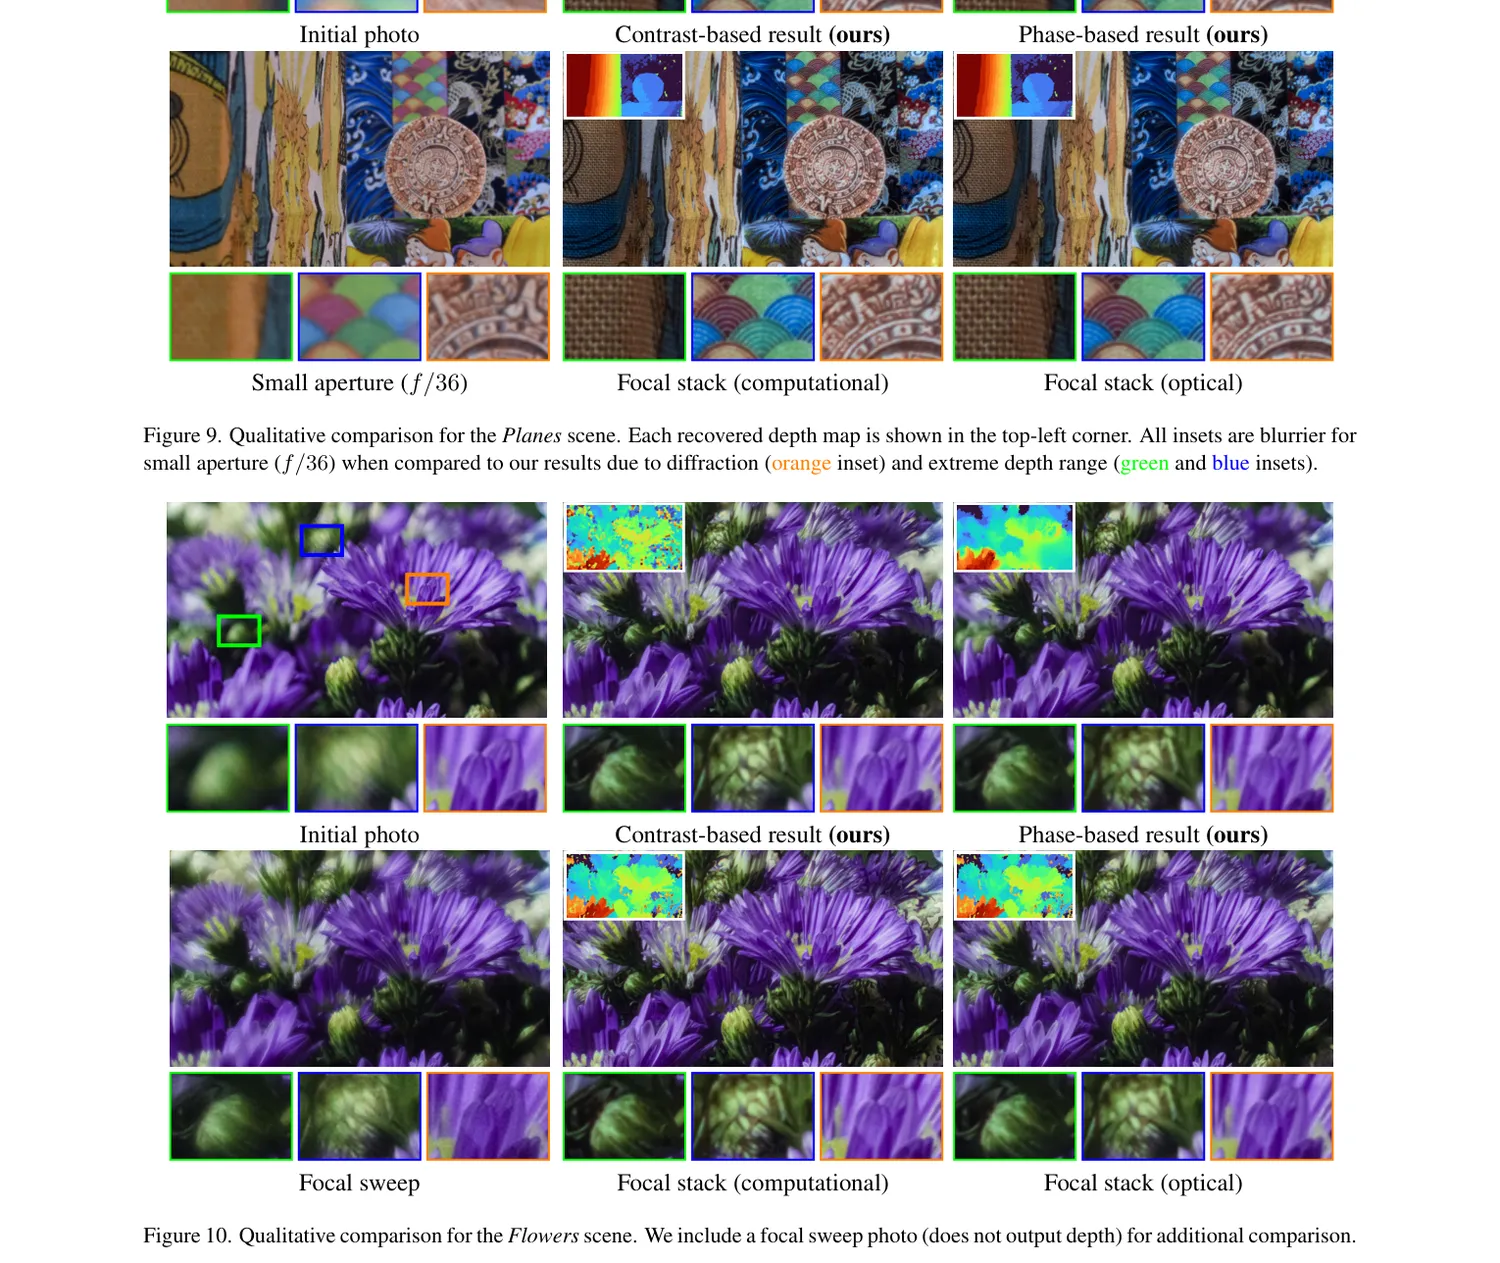 Initial photo
Contrast-based result (ours)
Phase-based result (ours)
Small aperture (f/36)
Focal stack (computational)
Focal stack (optical)
Figure 9. Qualitative comparison for the Planes scene. Each recovered depth map is shown in the top-left corner. All insets are blurrier for
small aperture (f/36) when compared to our results due to diffraction (orange inset) and extreme depth range (green and blue insets).
Initial photo
Contrast-based result (ours)
Phase-based result (ours)
Focal sweep
Focal stack (computational)
Focal stack (optical)
Figure 10. Qualitative comparison for the Flowers scene. We include a focal sweep photo (does not output depth) for additional comparison.